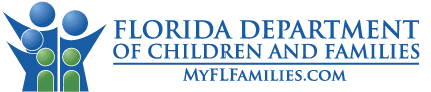 FLORIDA DEPARTMENT
OF CHILDREN AND FAMILIES
MYFLFAMILIES.COM